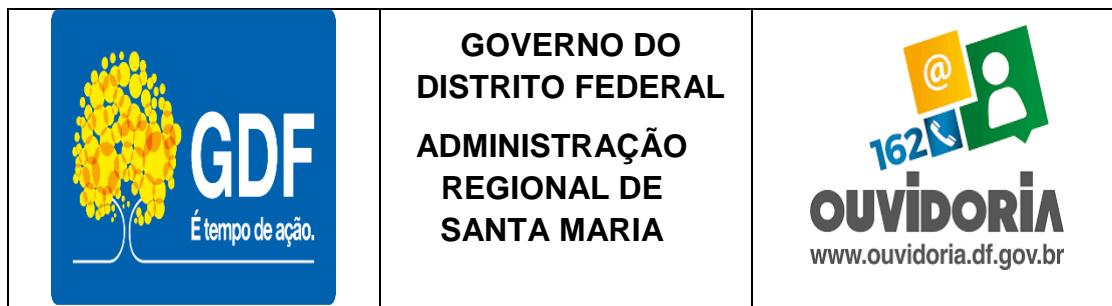 GDF
É tempo de ação.
GOVERNO DO
DISTRITO FEDERAL
ADMINISTRAÇÃO
REGIONAL DE
SANTA MARIA
@
162
OUVIDORIA
www.ouvidoria.df.gov.br